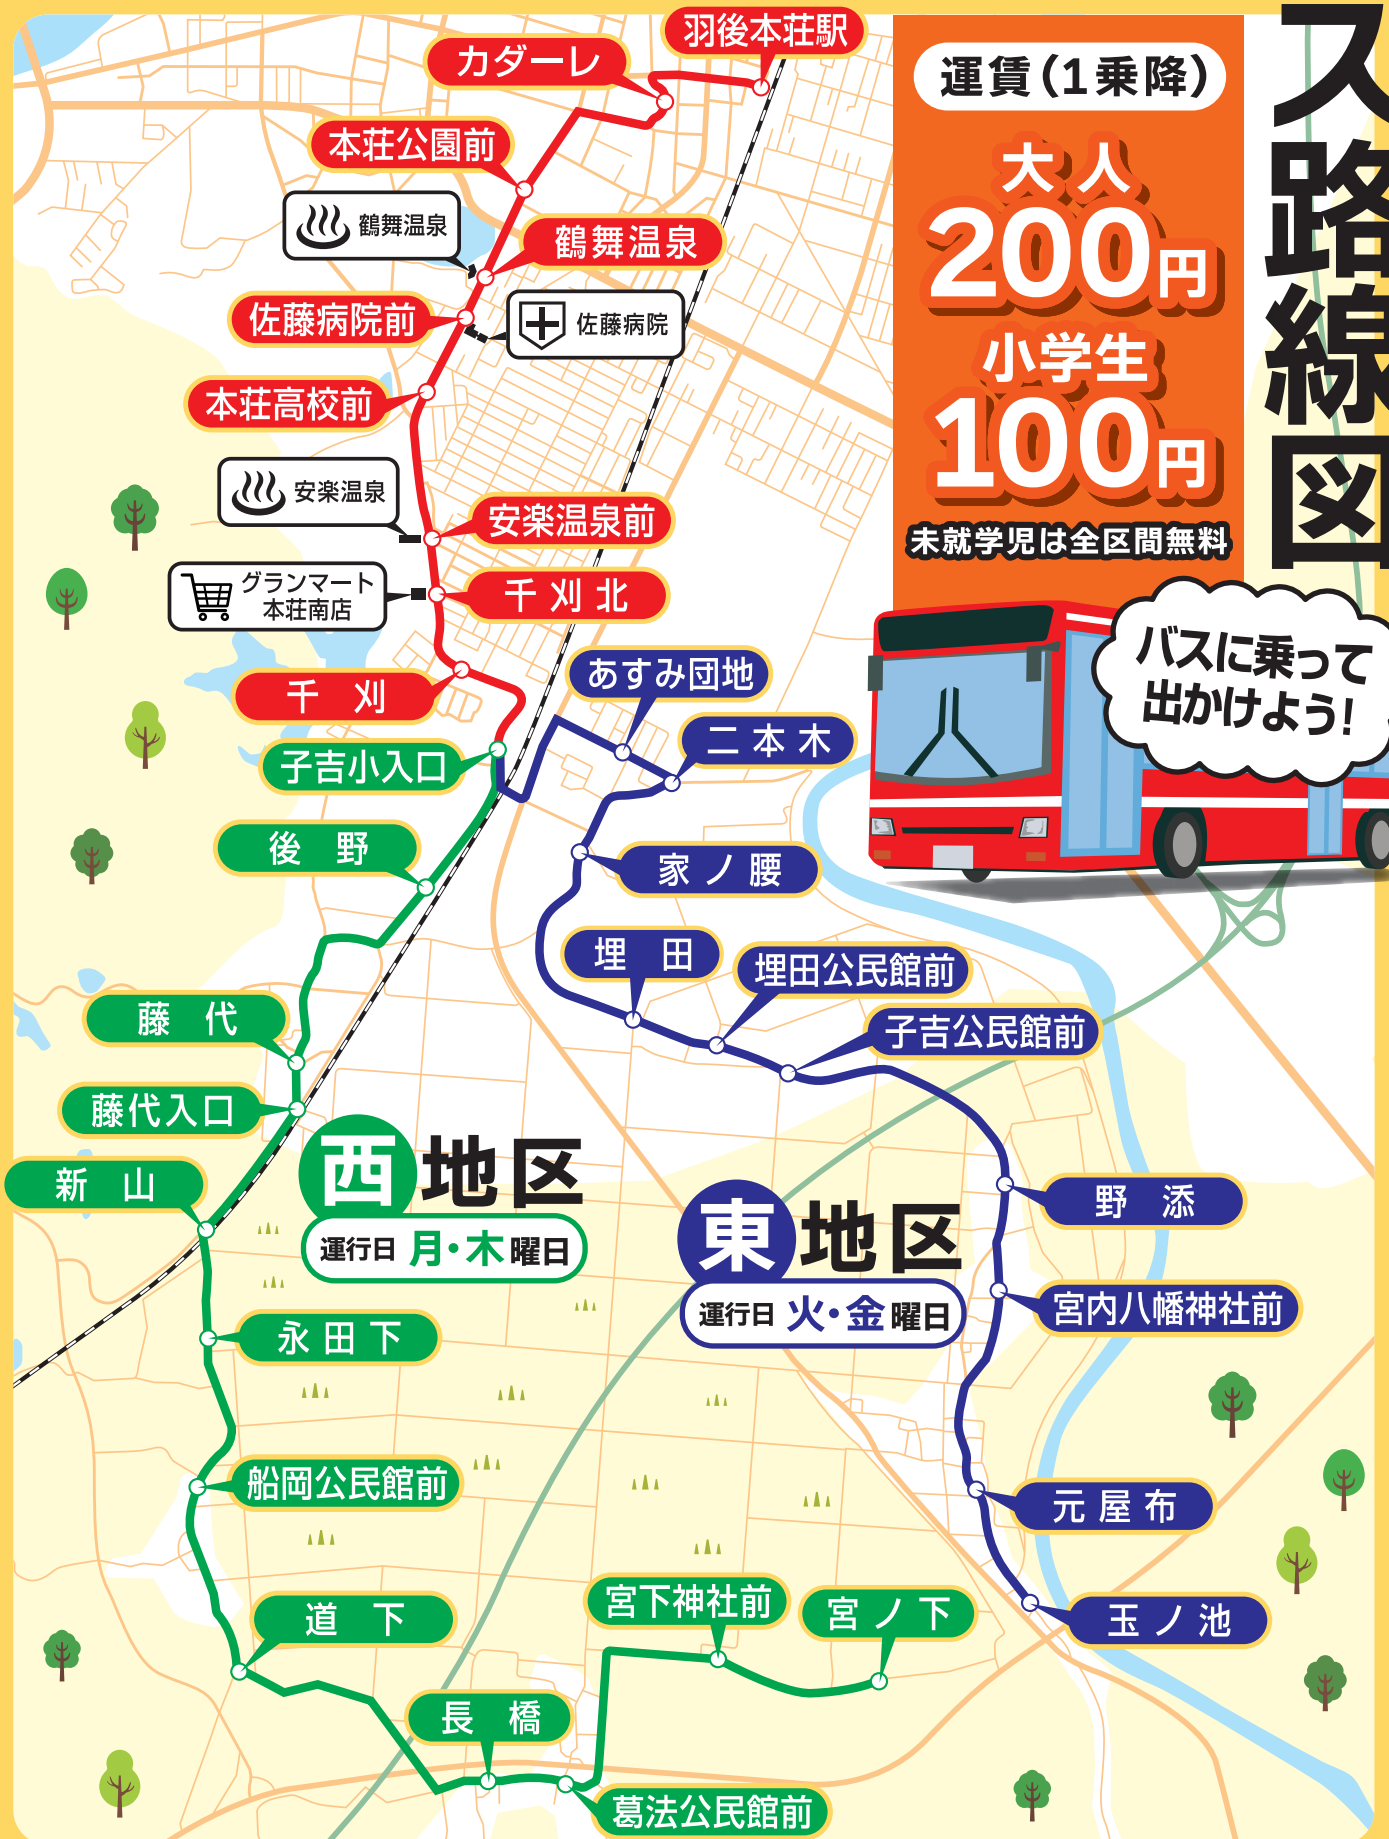 ス路線図
運賃（1乗降）
大人
200円
小学生
100円
未就学児は全区間無料
バスに乗って
出かけよう！
羽後本荘駅
カダーレ
本荘公園前
鶴舞温泉
鶴舞温泉
佐藤病院前
佐藤病院
本荘高校前
安楽温泉
安楽温泉前
グランマート
本荘南店
千刈北
千刈
子吉小入口
あすみ団地
二本木
後野
家ノ腰
埋田
埋田公民館前
子吉公民館前
藤代
藤代入口
新山
西地区
運行日 月・木曜日
東地区
運行日 火・金曜日
野添
宮内八幡神社前
永田下
船岡公民館前
元屋布
道下
宮下神社前
宮ノ下
玉ノ池
長橋
葛法公民館前